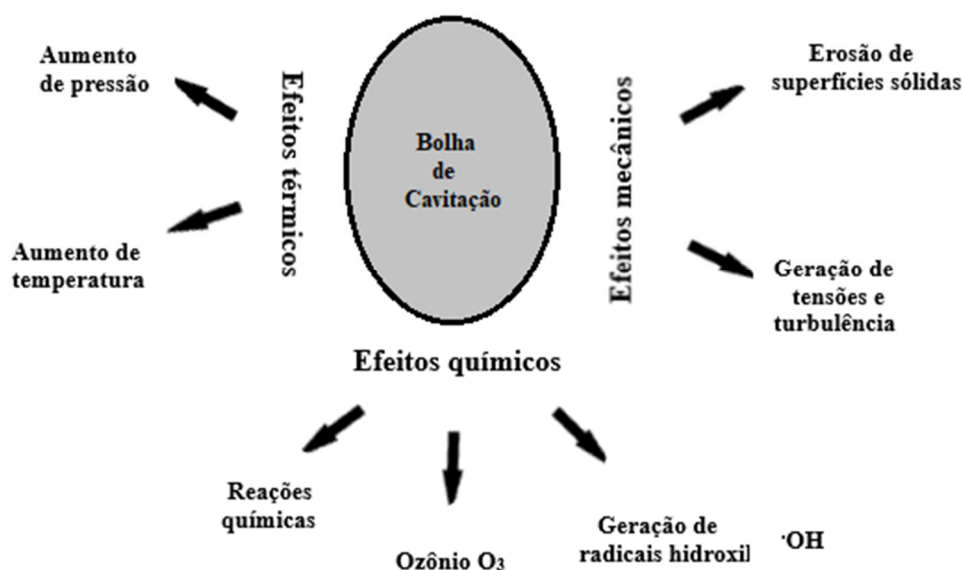 Aumento
de pressão
Efeitos térmicos
Aumento de
temperatura
Bolha
de
Cavitação
Efeitos mecânicos
Erosão de
superfícies sólidas
Geração de
tensões e
turbulência
Efeitos químicos
Reações
químicas
Ozônio O₃
Geração de
radicais hidroxil ·OH